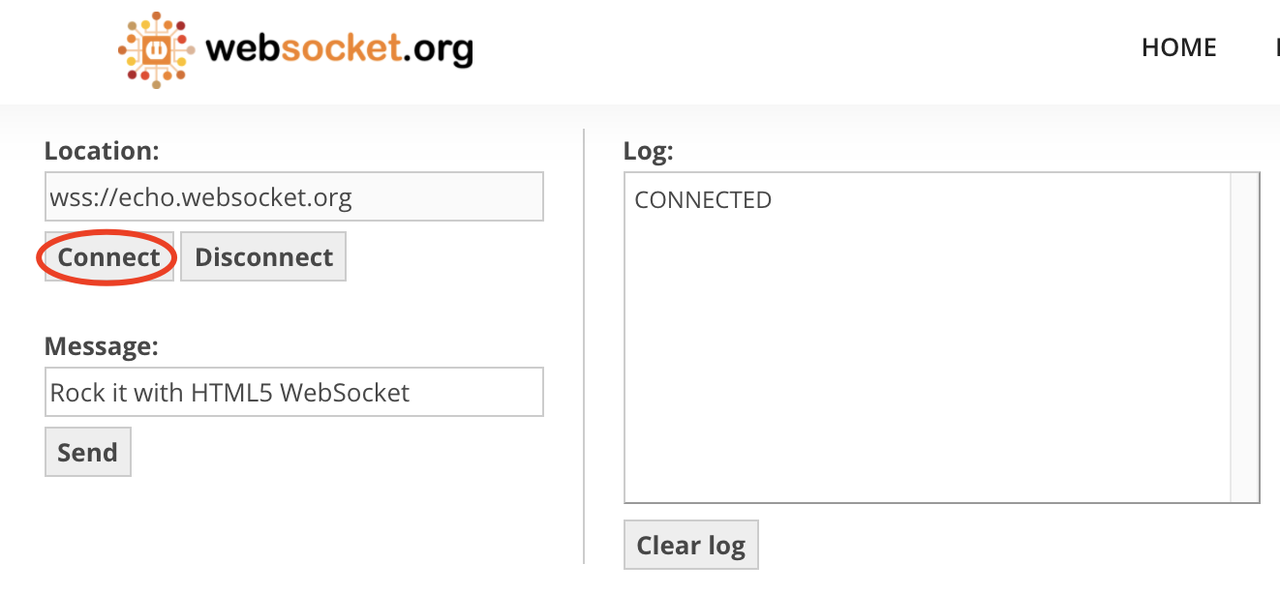 websocket.org
HOME
Location:
wss://echo.websocket.org
Connect
Disconnect
Message:
Rock it with HTML5 WebSocket
Send
Log:
CONNECTED
Clear log